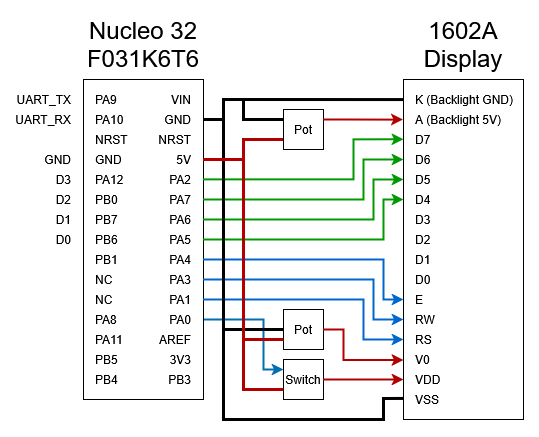 Nucleo 32
F031K6T6
1602A
Display
UART_TX PA9 VIN
UART_RX PA10 GND
NRST NRST
GND GND 5V
D3 PA12 PA2
D2 PB0 PA7
D1 PB7 PA6
D0 PB6 PA5
PB1 PA4
NC PA3
NC PA1
PA8 PA0
PA11 AREF
PB5 3V3
PB4 PB3
Pot
Pot
Switch
K (Backlight GND)
A (Backlight 5V)
D7
D6
D5
D4
D3
D2
D1
D0
E
RW
RS
V0
VDD
VSS